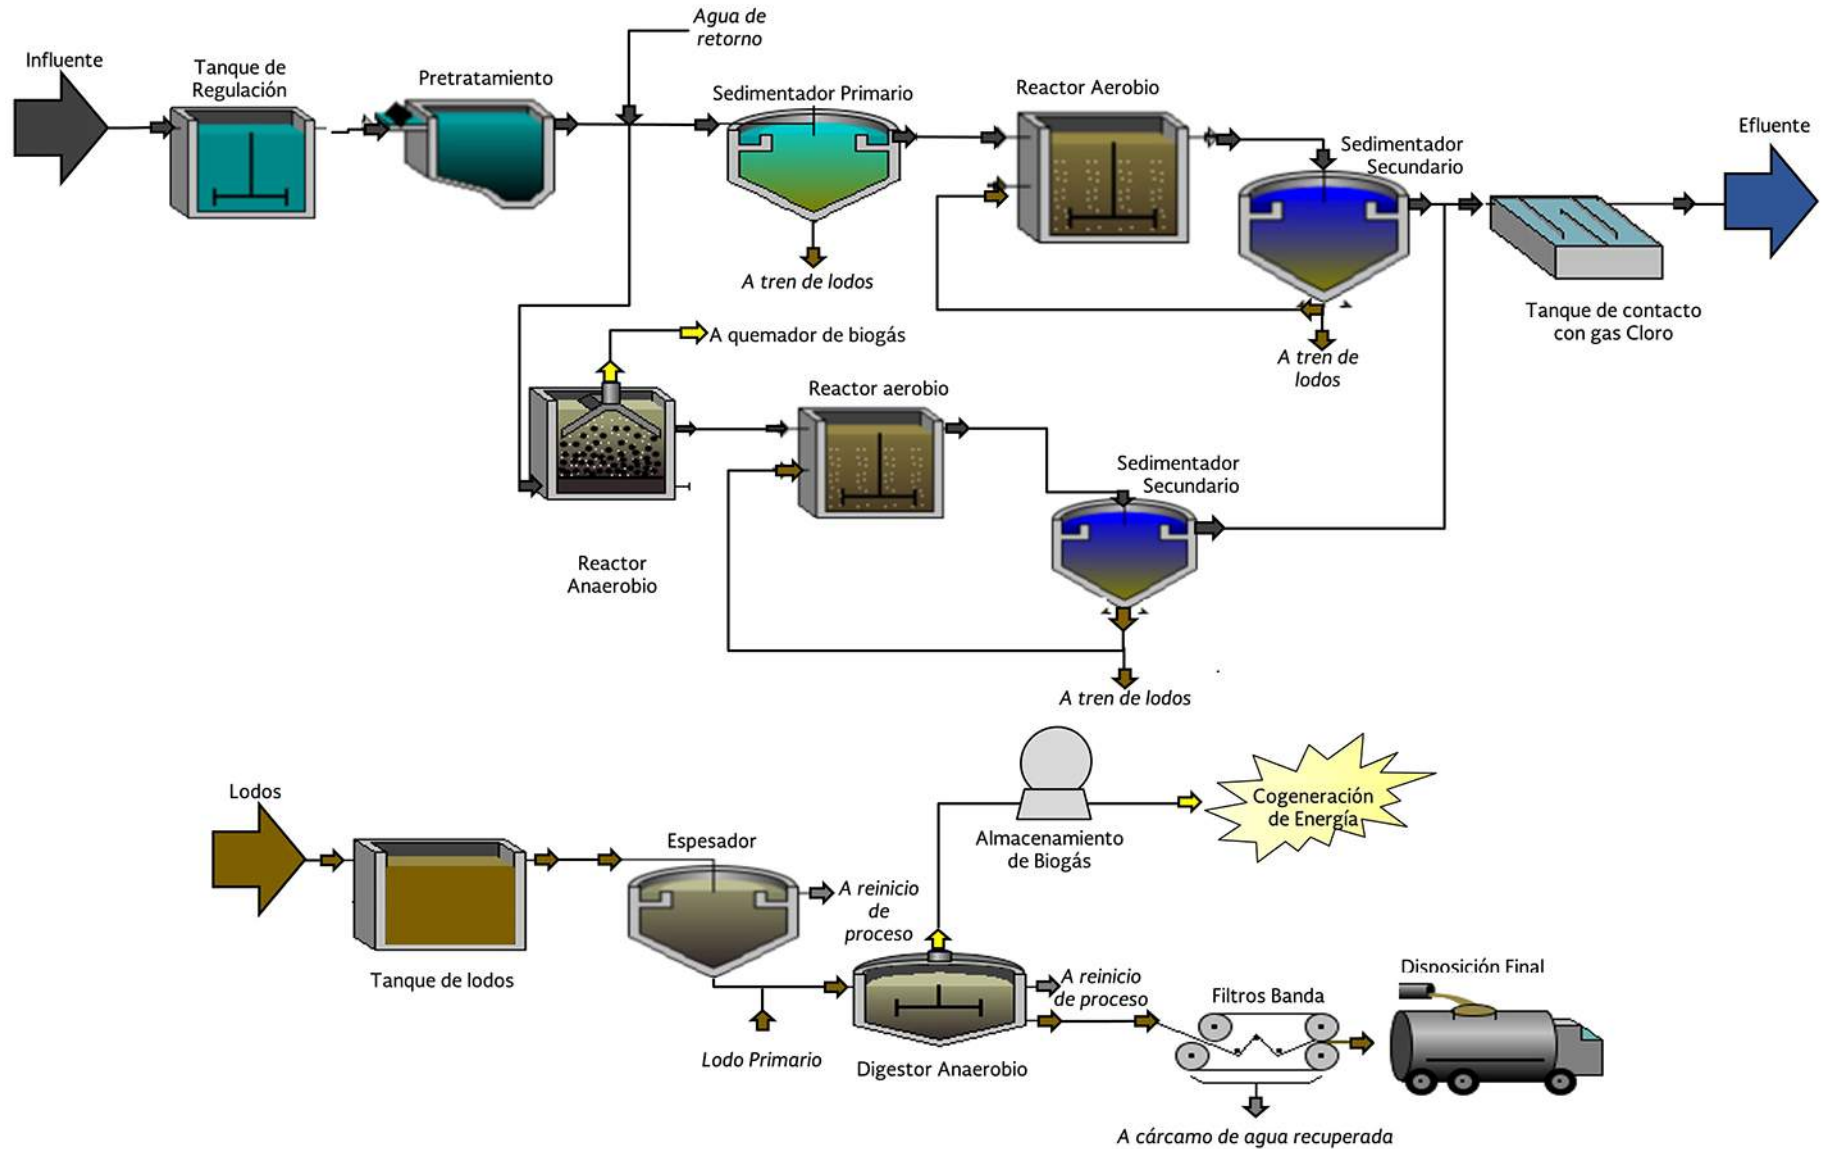 Agua de
retorno
Influente
Tanque de
Regulación
Pretratamiento
Sedimentador Primario
Reactor Aerobio
Sedimentador
Secundario
Efluente
A tren de lodos
Tanque de contacto
con gas Cloro
A quemador de biogás
A tren de
lodos
Reactor aerobio
Sedimentador
Secundario
Reactor
Anaerobio
A tren de lodos
Lodos
Espesador
Almacenamiento
de Biogás
Cogeneración
de Energía
A reinicio
de
proceso
Tanque de lodos
A reinicio
de proceso
Filtros Banda
Disposición Final
Lodo Primario
Digestor Anaerobio
A cárcamo de agua recuperada